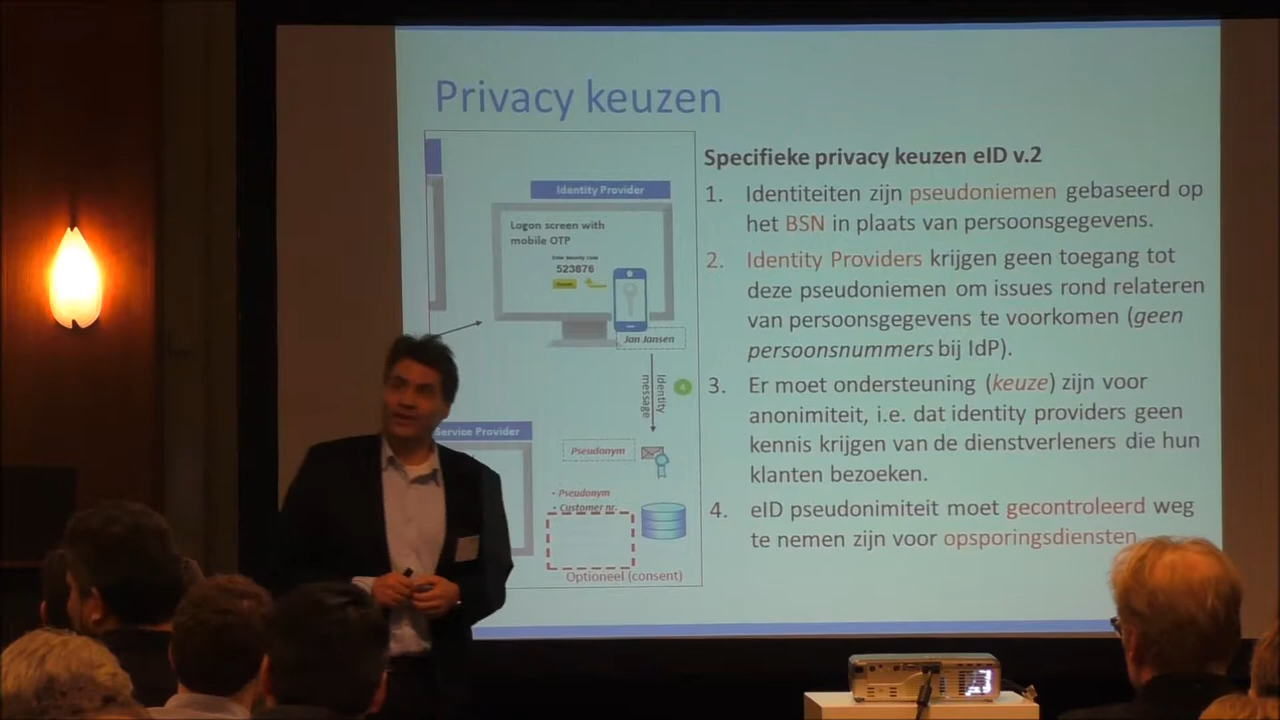 Privacy keuzen
Identity Provider
Logon screen with
mobile OTP
523876
Jan Jansen
Identity
message
4
Service Provider
Pseudonym
• Pseudonym
• Customer nr.
Optioneel (consent)
Specifieke privacy keuzen eID v.2
1. Identiteiten zijn pseudoniemen gebaseerd op
het BSN in plaats van persoonsgegevens.
2. Identity Providers krijgen geen toegang tot
deze pseudoniemen om issues rond relateren
van persoonsgegevens te voorkomen (geen
persoonsnummers bij IdP).
3. Er moet ondersteuning (keuze) zijn voor
anonimiteit, i.e. dat identity providers geen
kennis krijgen van de dienstverleners die hun
klanten bezoeken.
4. eID pseudonimiteit moet gecontroleerd weg
te nemen zijn voor opsporingsdiensten